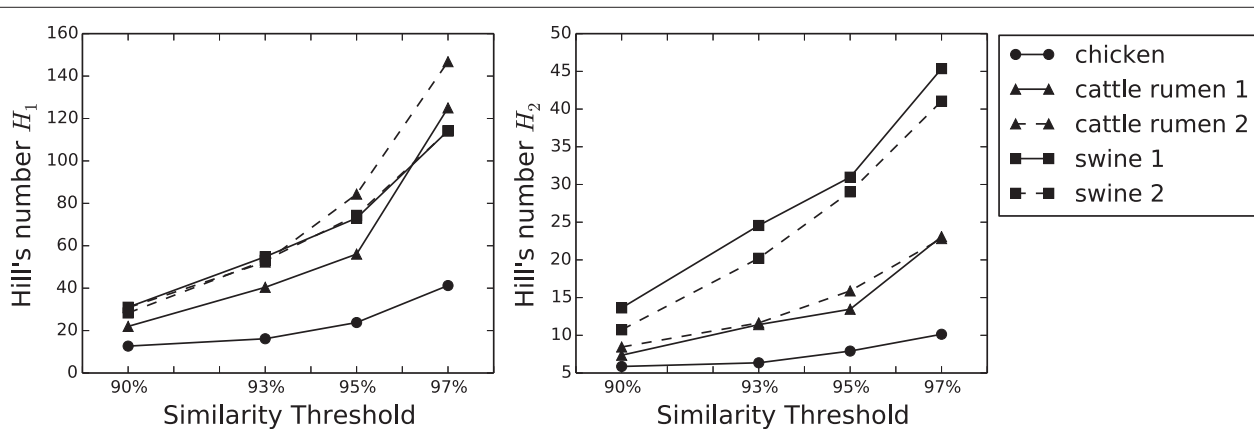 160
140
120
100
80
60
40
20
0
Hill's number H₁
90% 93% 95% 97%
Similarity Threshold
50
45
40
35
30
25
20
15
10
5
Hill's number H₂
90% 93% 95% 97%
Similarity Threshold
chicken
cattle rumen 1
cattle rumen 2
swine 1
swine 2